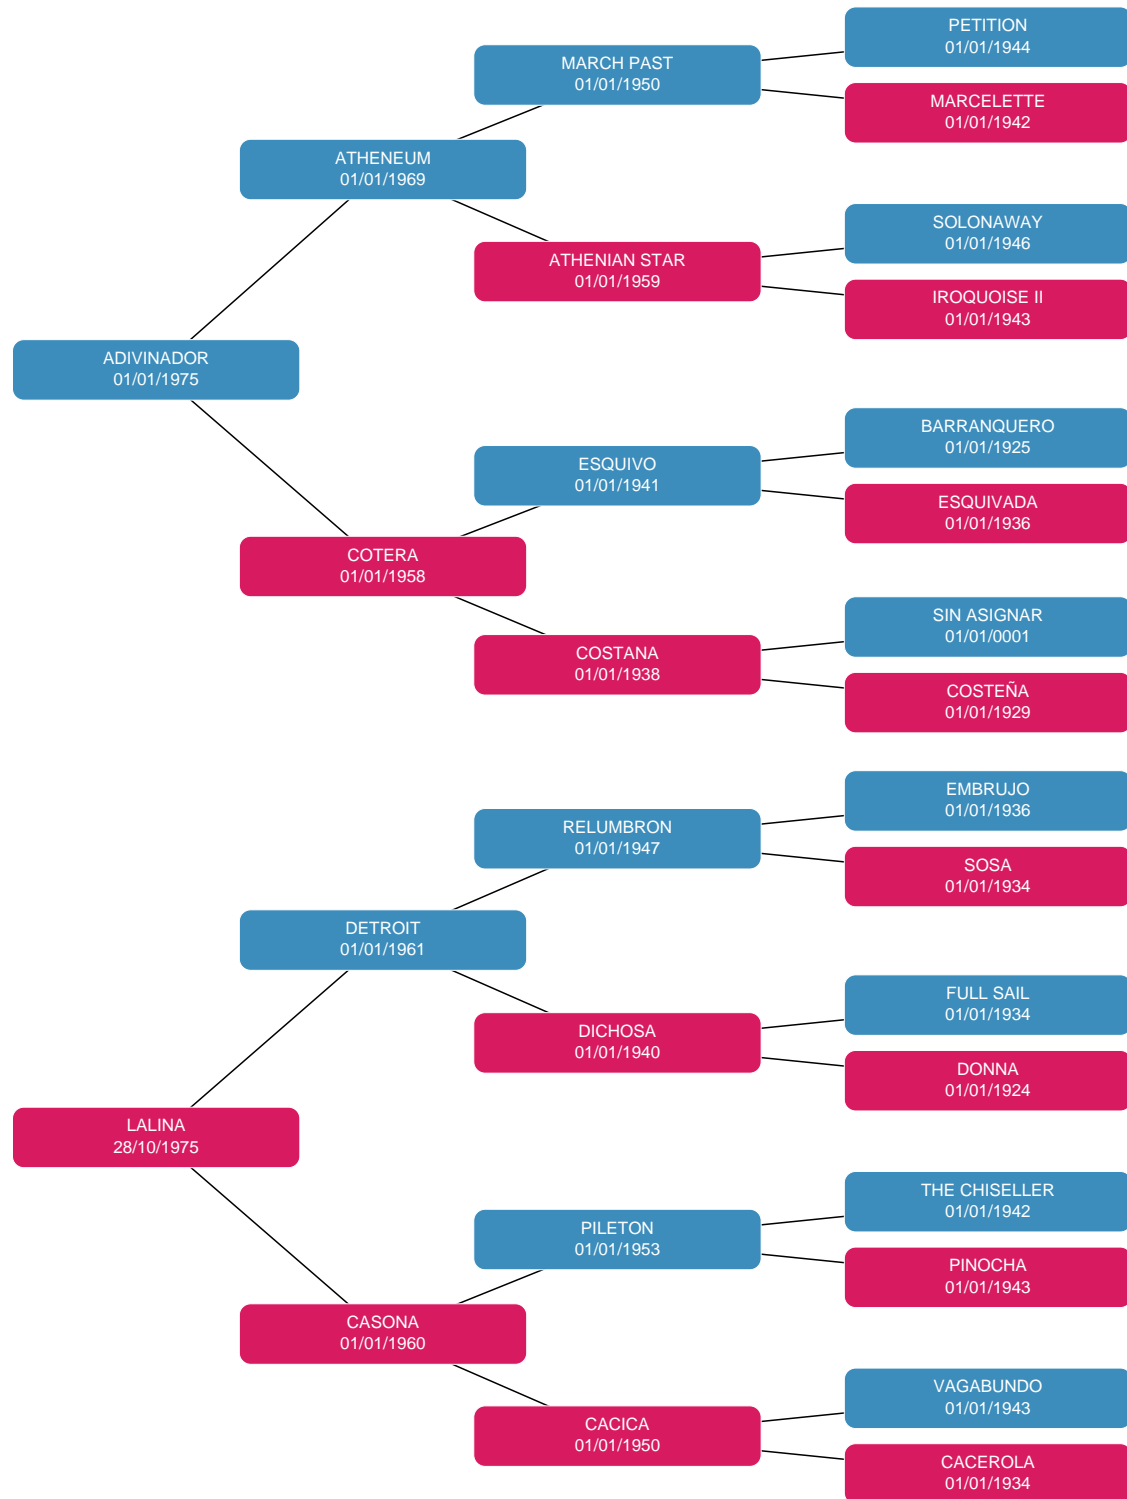 PETITION
01/01/1944
MARCH PAST
01/01/1950
MARCELETTE
01/01/1942
ATHENEUM
01/01/1969
SOLONAWAY
01/01/1946
ATHENIAN STAR
01/01/1959
IROQUOISE II
01/01/1943
ADIVINADOR
01/01/1975
BARRANQUERO
01/01/1925
ESQUIVO
01/01/1941
ESQUIVADA
01/01/1936
COTERA
01/01/1958
SIN ASIGNAR
01/01/0001
COSTANA
01/01/1938
COSTEÑA
01/01/1929
EMBRUJO
01/01/1936
RELUMBRON
01/01/1947
SOSA
01/01/1934
DETROIT
01/01/1961
FULL SAIL
01/01/1934
DICHOSA
01/01/1940
DONNA
01/01/1924
LALINA
28/10/1975
THE CHISELLER
01/01/1942
PILETON
01/01/1953
PINOCHA
01/01/1943
CASONA
01/01/1960
VAGABUNDO
01/01/1943
CACICA
01/01/1950
CACEROLA
01/01/1934